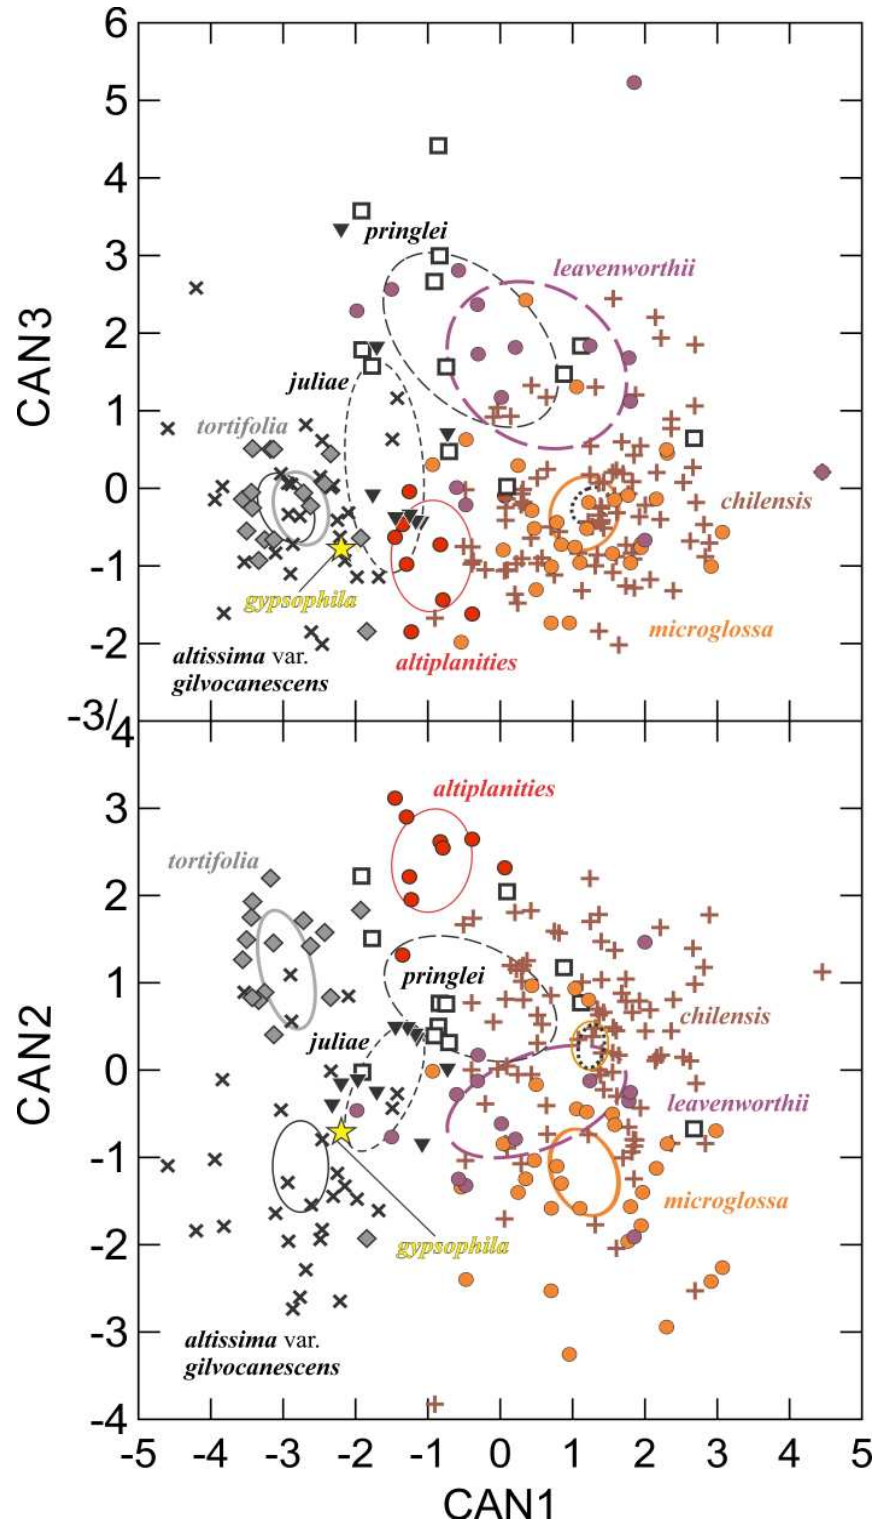 6
5
4
3
2
1
0
-1
-2
-3/
4
CAN3
pringlei
leavenworthii
juliae
tortifolia
chilensis
gypsophila
microglossa
altissima var.
gilvocanescens
altiplanities
3
2
1
0
-1
-2
-3
-4
CAN2
altiplanities
tortifolia
pringlei
juliae
chilensis
leavenworthii
microglossa
gypsophila
altissima var.
gilvocanescens
-5 -4 -3 -2 -1 0 1 2 3 4 5
CAN1